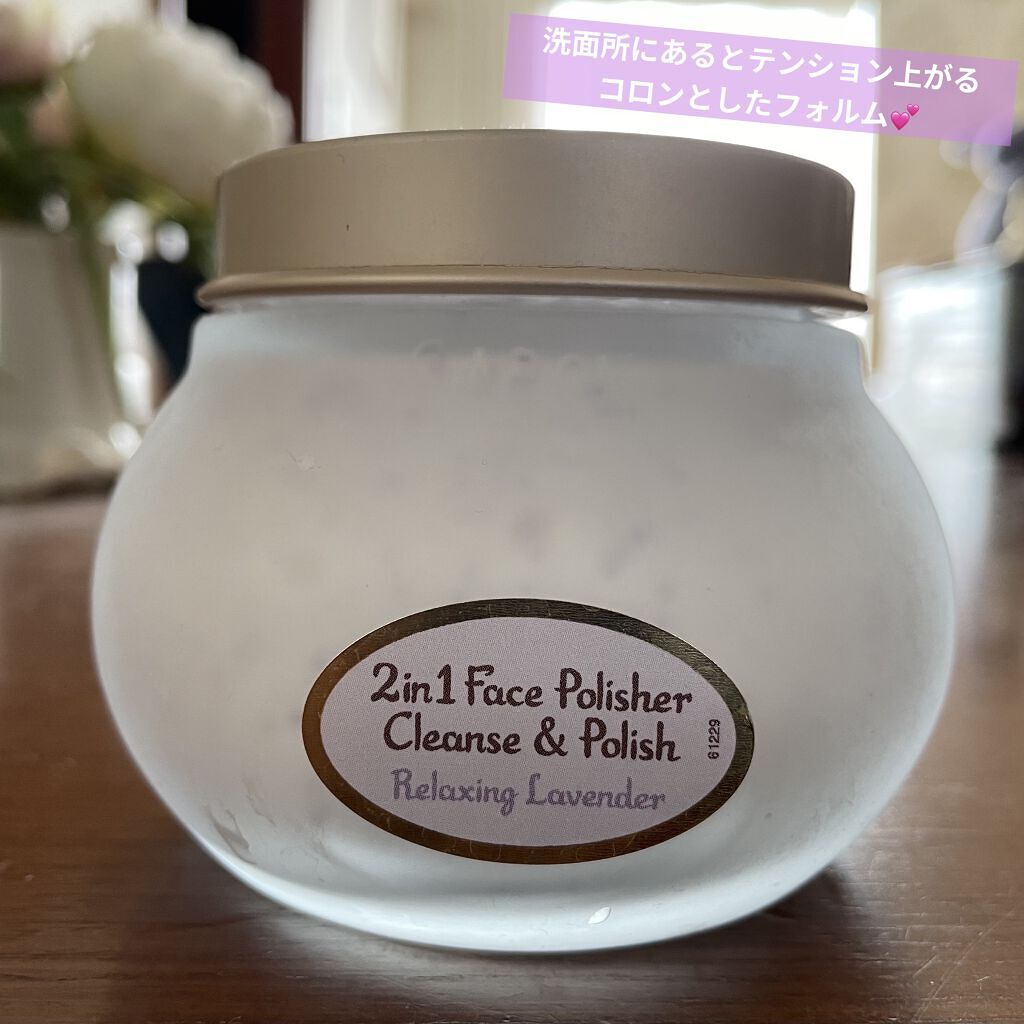 洗面所にあるとテンション上がる
コロンとしたフォルム💕
2in1 Face Polisher
Cleanse & Polish
61229
Relaxing Lavender